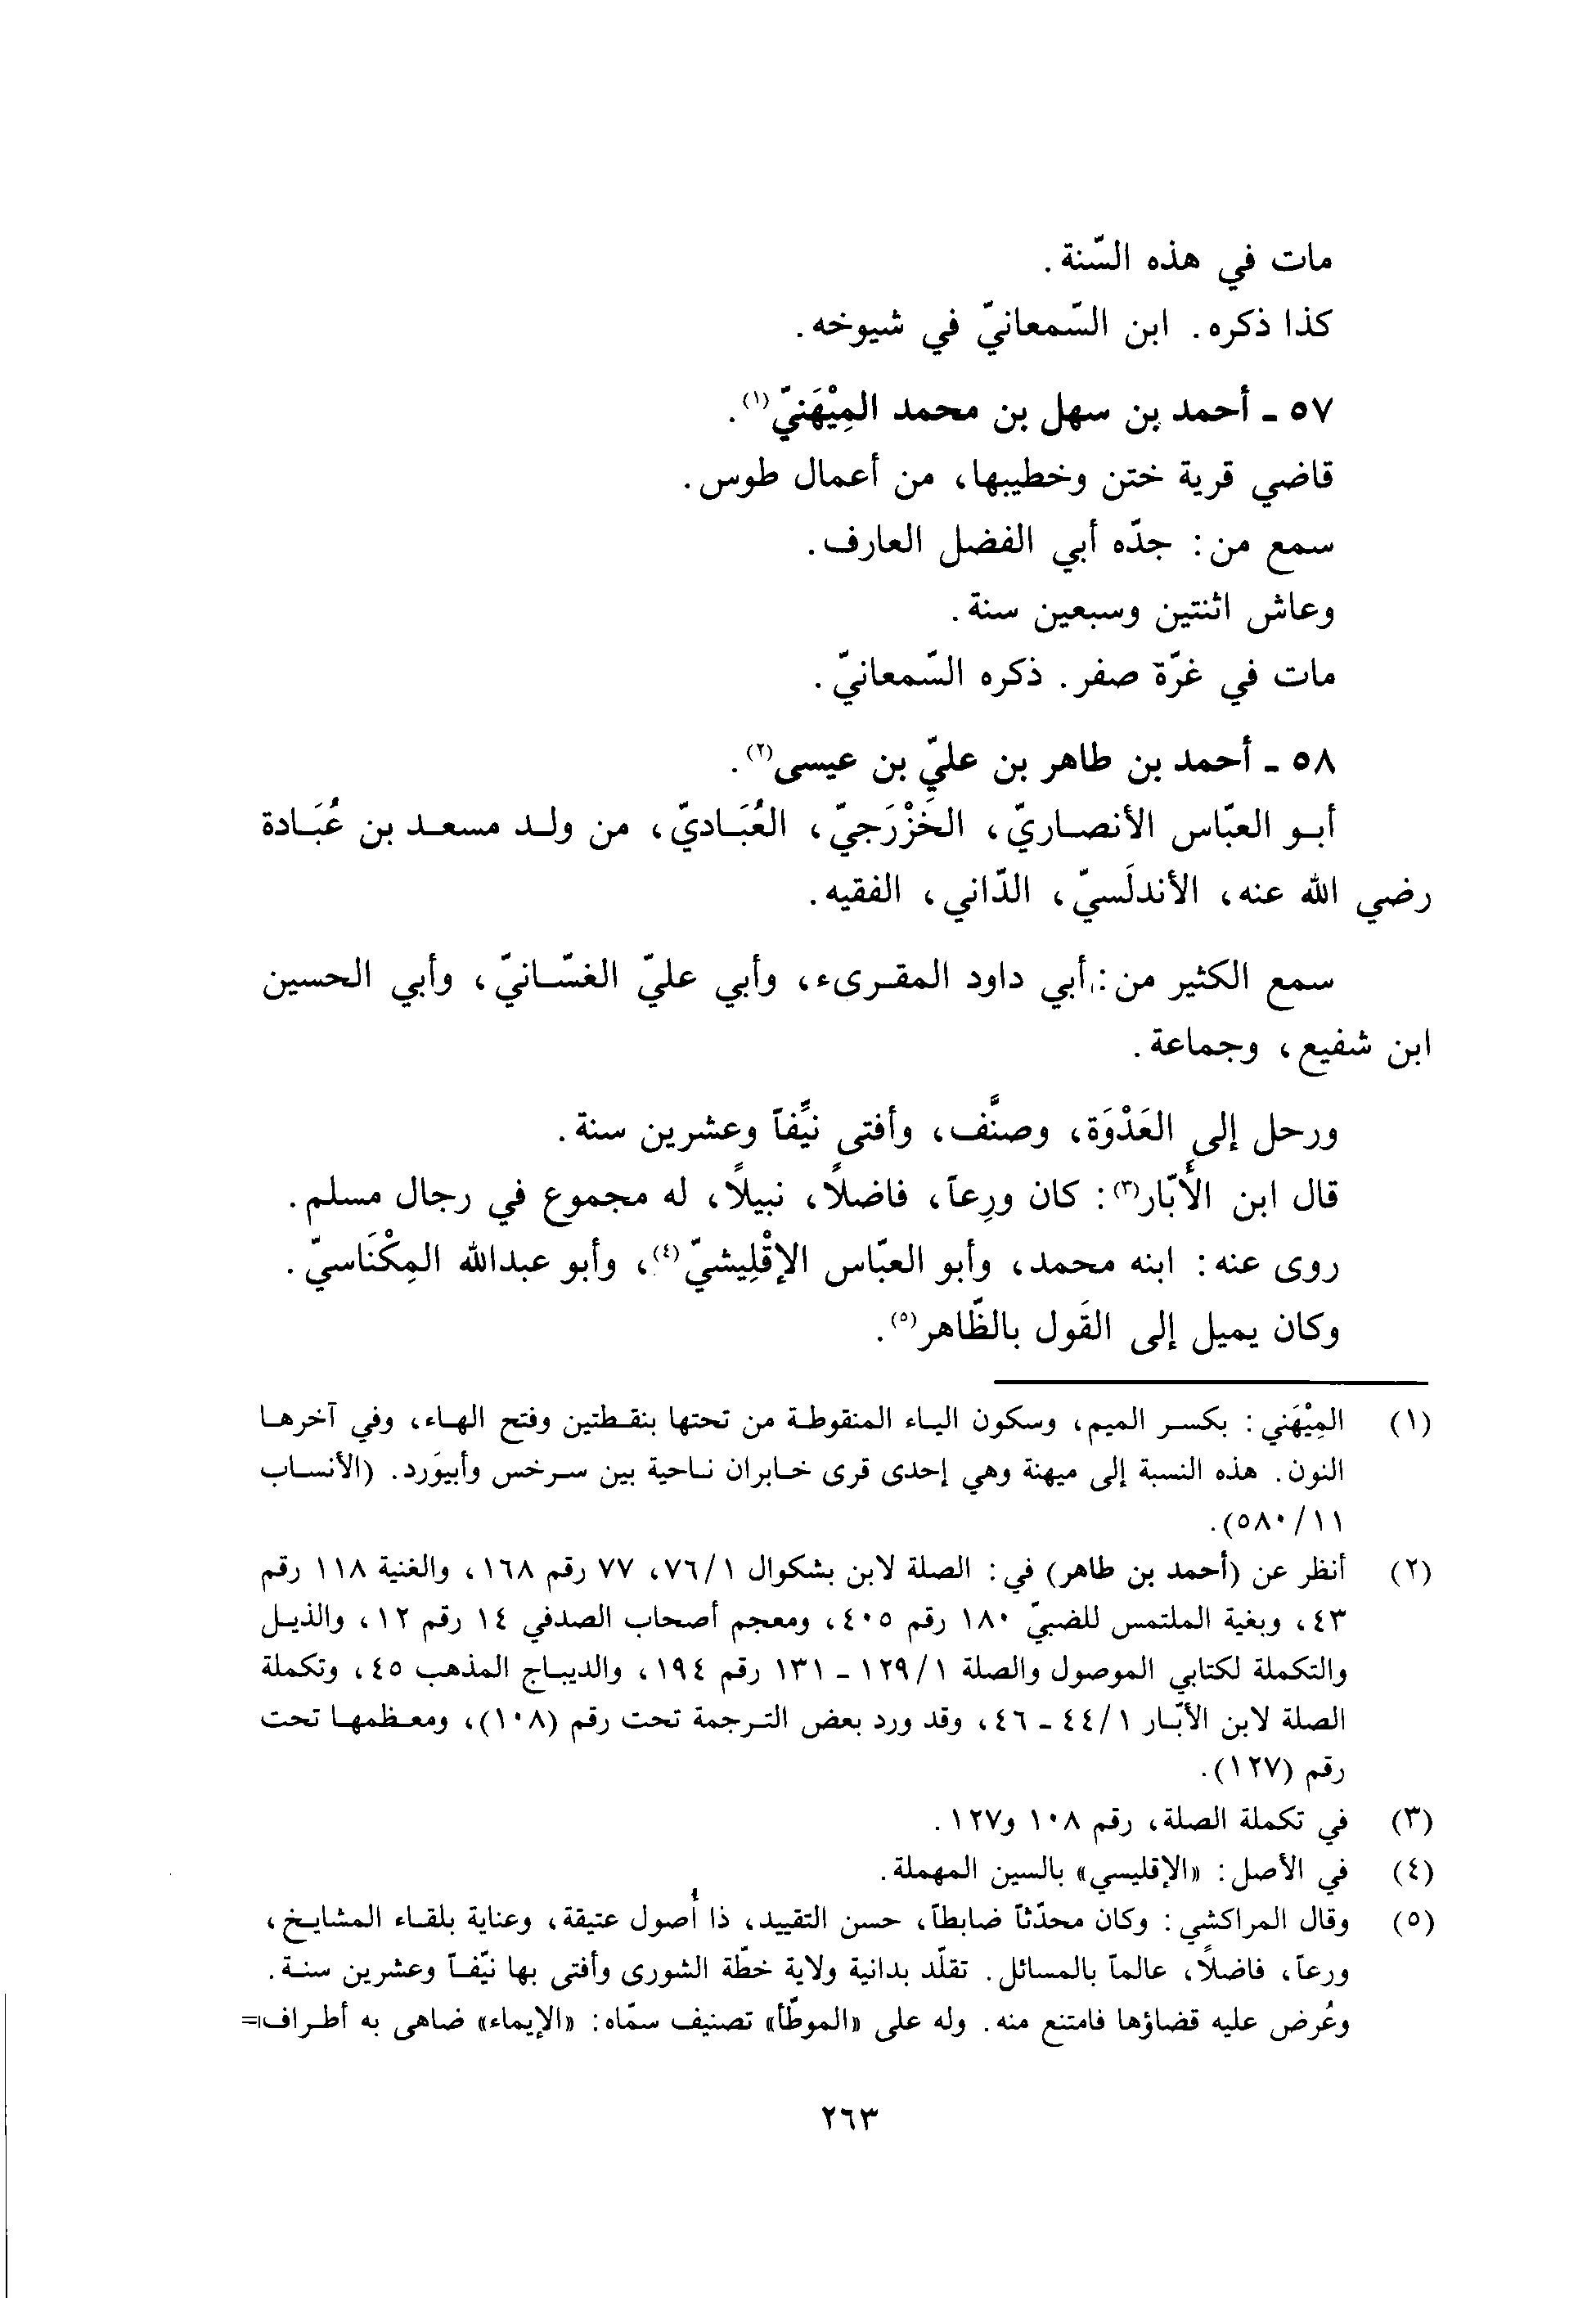 مات في هذه السّنة.
كذا ذكره. ابن السّمعانيّ في شيوخه.
٥٧ - أحمد بن سهل بن محمد المِيْهَنيّ(١).
قاضي قرية ختن وخطيبها، من أعمال طوس.
سمع من: جدّه أبي الفضل العارف.
وعاش اثنتين وسبعين سنة.
مات في غرّة صفر. ذكره السّمعانيّ.
٥٨ - أحمد بن طاهر بن عليّ بن عيسى(٢).
أبو العبّاس الأنصاريّ، الخَزْرَجيّ، العُبَاديّ، من ولد مسعد بن عُبَادة
رضي الله عنه، الأندلَسيّ، الدّاني، الفقيه.
سمع الكثير من: أبي داود المقرىء، وأبي عليّ الغسّانيّ، وأبي الحسين
ابن شفيع، وجماعة.
ورحل إلى العَدْوَة، وصنَّف، وأفتى نيِّفاً وعشرين سنة.
قال ابن الأَبّار(٣): كان ورِعاً، فاضلاً، نبيلاً، له مجموع في رجال مسلم.
روى عنه: ابنه محمد، وأبو العبّاس الإقْلِيشيّ(٤)، وأبو عبدالله المِكْنَاسيّ.
وكان يميل إلى القَول بالظّاهر(٥).
(١) المِيْهَني: بكسر الميم، وسكون الياء المنقوطة من تحتها بنقطتين وفتح الهاء، وفي آخرها
النون. هذه النسبة إلى ميهنة وهي إحدى قرى خابران ناحية بين سرخس وأبيوَرد. (الأنساب
١١/٥٨٠).
(٢) أنظر عن (أحمد بن طاهر) في: الصلة لابن بشكوال ١/٧٦، ٧٧ رقم ١٦٨، والغنية ١١٨ رقم
٤٣، وبغية الملتمس للضبيّ ١٨٠ رقم ٤٠٥، ومعجم أصحاب الصدفي ١٤ رقم ١٢، والذيل
والتكملة لكتابي الموصول والصلة ١/١٢٩ - ١٣١ رقم ١٩٤، والديباج المذهب ٤٥، وتكملة
الصلة لابن الأبّار ١/٤٤ - ٤٦، وقد ورد بعض الترجمة تحت رقم (١٠٨)، ومعظمها تحت
رقم (١٢٧).
(٣) في تكملة الصلة، رقم ١٠٨ و١٢٧.
(٤) في الأصل: «الإقليسي» بالسين المهملة.
(٥) وقال المراكشي: وكان محدّثاً ضابطاً، حسن التقييد، ذا أُصول عتيقة، وعناية بلقاء المشايخ،
ورعاً، فاضلاً، عالماً بالمسائل. تقلّد بدانية ولاية خطّة الشورى وأفتى بها نيّفاً وعشرين سنة.
وعُرض عليه قضاؤها فامتنع منه. وله على «الموطّأ» تصنيف سمّاه: «الإيماء» ضاهى به أطراف=
٢٦٣